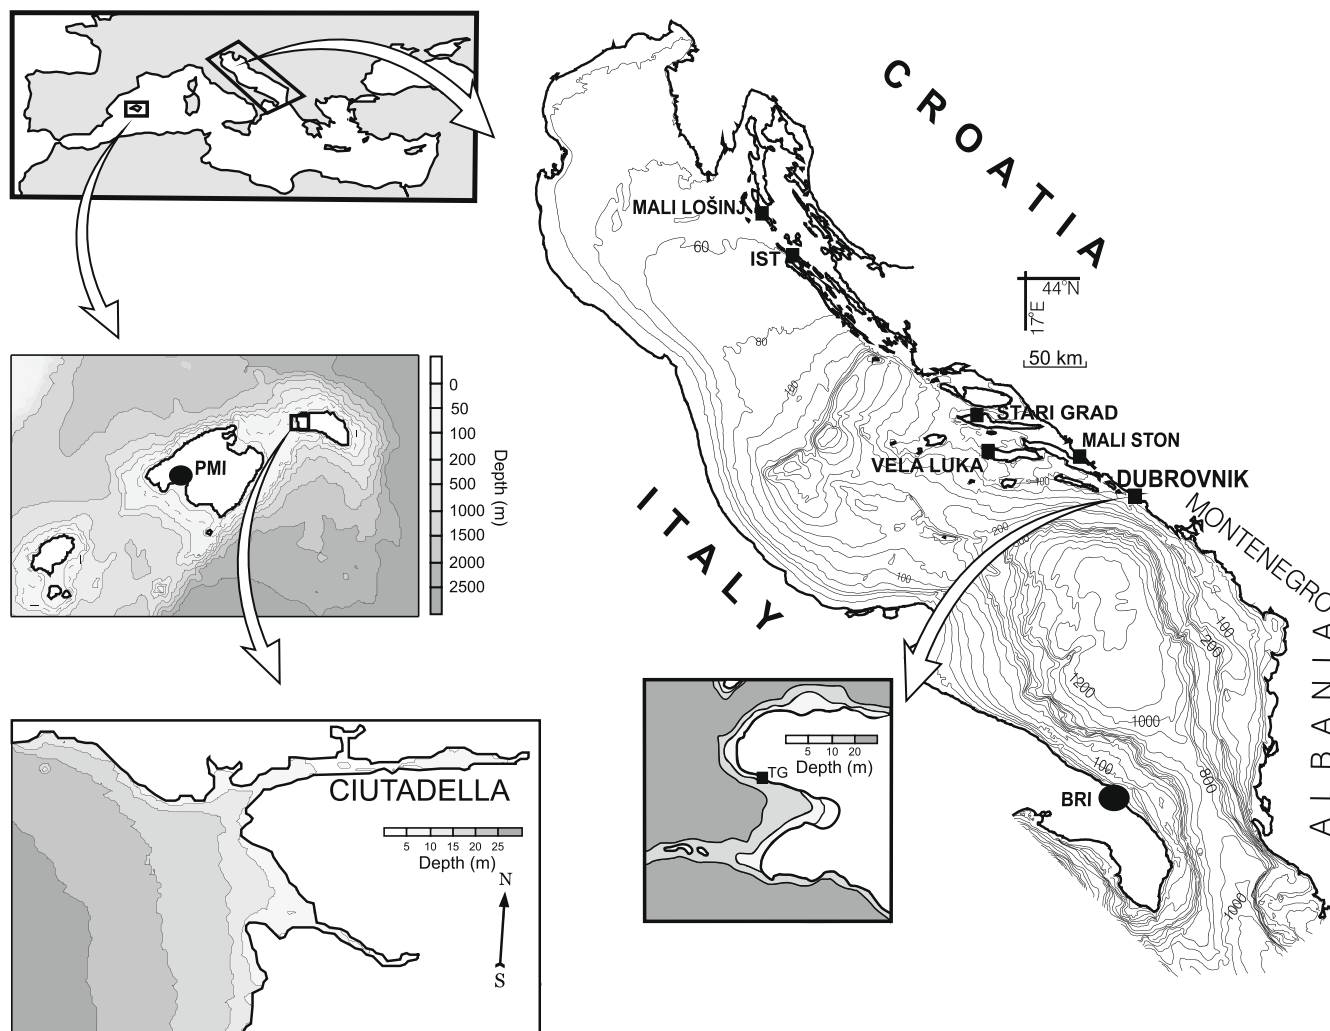 CROATIA
MALI LOŠINJ
60
IST
44°N
17°E
50 km
80
100
STARI GRAD
MALI STON
VELA LUKA
100
DUBROVNIK
MONTENEGRO
ITALY
200
100
100
200
1200
1000
100
800
BRI
1000
ALBANIA
PMI
0
50
100
200
500
1000
1500
2000
2500
Depth (m)
CIUTADELLA
5 10 15 20 25
Depth (m)
N
S
5 10 20
Depth (m)
TG